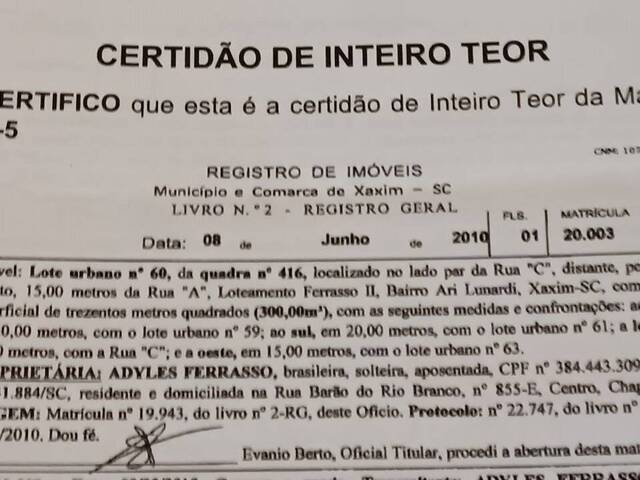 CERTIDÃO DE INTEIRO TEOR
ERTIFICO que esta é a certidão de Inteiro Teor da Ma
-5
CNM: 107
REGISTRO DE IMÓVEIS
Município e Comarca de Xaxim – SC
LIVRO N.º 2 - REGISTRO GERAL
Data: 08 de Junho de 2010
FLS. 01
MATRÍCULA 20.003
vel: Lote urbano nº 60, da quadra nº 416, localizado no lado par da Rua "C", distante, po
to, 15,00 metros da Rua "A", Loteamento Ferrasso II, Bairro Ari Lunardi, Xaxim-SC, com
rficial de trezentos metros quadrados (300,00m²), com as seguintes medidas e confrontações: ao
0,00 metros, com o lote urbano nº 59; ao sul, em 20,00 metros, com o lote urbano nº 61; a le
0 metros, com a Rua "C"; e a oeste, em 15,00 metros, com o lote urbano nº 63.
PRIETÁRIA: ADYLES FERRASSO, brasileira, solteira, aposentada, CPF nº 384.443.309
1.884/SC, residente e domiciliada na Rua Barão do Rio Branco, nº 855-E, Centro, Chap
GEM: Matrícula nº 19.943, do livro nº 2-RG, deste Ofício. Protocolo: nº 22.747, do livro nº
/2010. Dou fé.
Evanio Berto, Oficial Titular, procedi a abertura desta mat